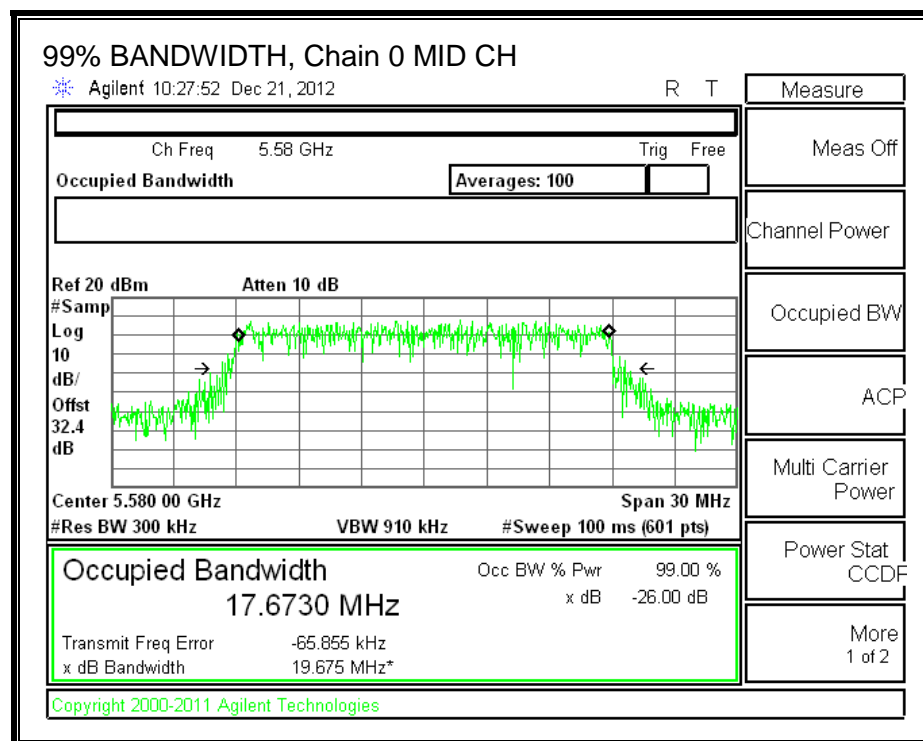 99% BANDWIDTH, Chain 0 MID CH
Agilent 10:27:52 Dec 21, 2012 R T
Measure
Ch Freq 5.58 GHz Trig Free
Meas Off
Occupied Bandwidth Averages: 100
Channel Power
Ref 20 dBm Atten 10 dB
#Samp
Log
10
dB/
Offst
32.4
dB
Occupied BW
ACP
Multi Carrier
Power
Center 5.580 00 GHz Span 30 MHz
#Res BW 300 kHz VBW 910 kHz #Sweep 100 ms (601 pts)
Power Stat
CCDF
Occupied Bandwidth Occ BW % Pwr 99.00 %
17.6730 MHz x dB -26.00 dB
Transmit Freq Error -65.855 kHz
x dB Bandwidth 19.675 MHz*
More
1 of 2
Copyright 2000-2011 Agilent Technologies